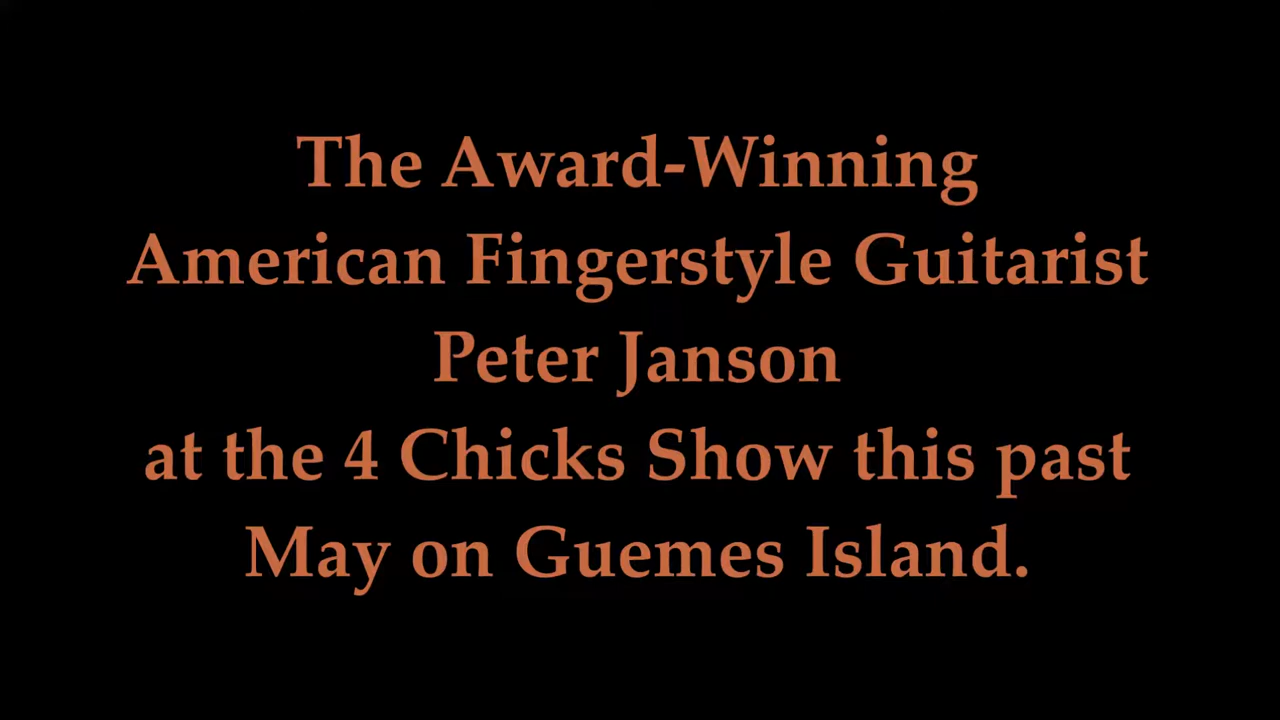 The Award-Winning
American Fingerstyle Guitarist
Peter Janson
at the 4 Chicks Show this past
May on Guemes Island.